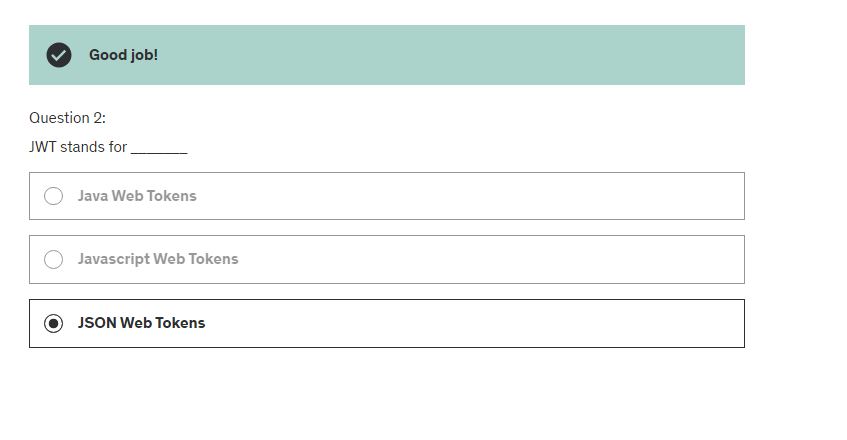 Good job!
Question 2:
JWT stands for _______
Java Web Tokens
Javascript Web Tokens
JSON Web Tokens